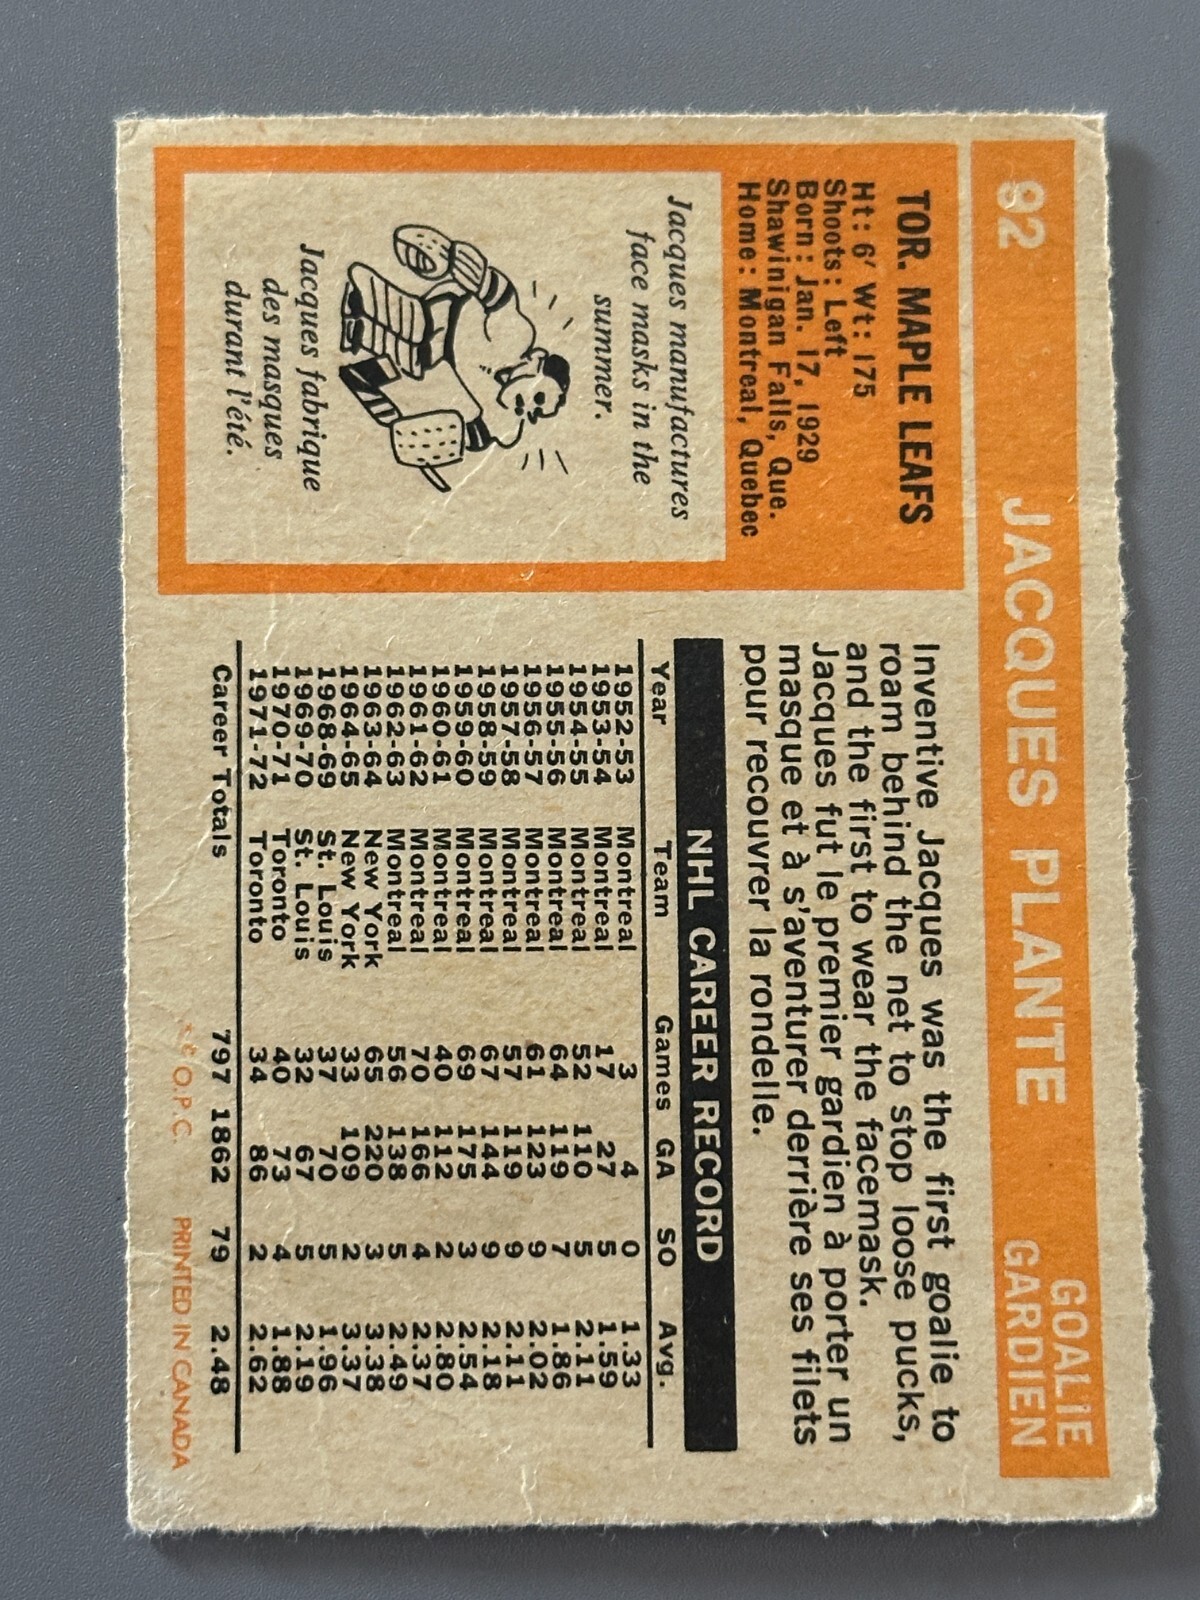 92 JACQUES PLANTE GOALIE
GARDIEN
TOR. MAPLE LEAFS
Ht: 6' Wt: 175
Shoots: Left
Born: Jan. 17, 1929
Shawinigan Falls, Que.
Home: Montreal, Quebec
Jacques manufactures
face masks in the
summer.
Jacques fabrique
des masques
durant l'été.
Inventive Jacques was the first goalie to
roam behind the net to stop loose pucks,
and the first to wear the facemask.
Jacques fut le premier gardien à porter un
masque et à s'aventurer derrière ses filets
pour recouvrer la rondelle.
NHL CAREER RECORD
Year Team Games GA SO Avg.
1952-53 Montreal 3 4 0 1.33
1953-54 Montreal 17 27 5 1.59
1954-55 Montreal 52 110 5 2.11
1955-56 Montreal 64 119 7 1.86
1956-57 Montreal 61 123 9 2.02
1957-58 Montreal 57 119 9 2.11
1958-59 Montreal 67 144 9 2.18
1959-60 Montreal 69 175 3 2.54
1960-61 Montreal 40 112 2 2.80
1961-62 Montreal 70 166 4 2.37
1962-63 Montreal 56 138 5 2.49
1963-64 New York 65 220 3 3.38
1964-65 New York 33 109 2 3.37
1968-69 St. Louis 37 70 5 1.96
1969-70 St. Louis 32 67 5 2.19
1970-71 Toronto 40 73 4 1.88
1971-72 Toronto 34 86 2 2.62
Career Totals 797 1862 79 2.48
O.P.C. PRINTED IN CANADA